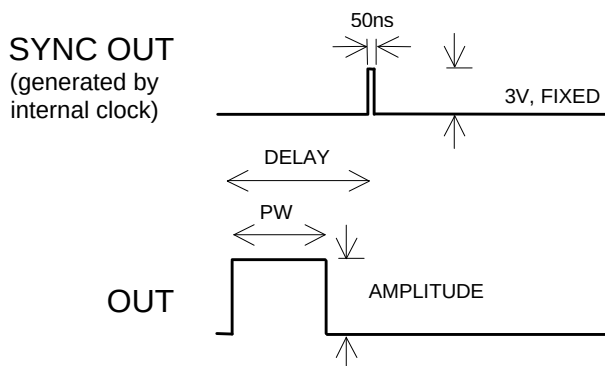 50ns
SYNC OUT
(generated by
internal clock)
3V, FIXED
DELAY
PW
AMPLITUDE
OUT